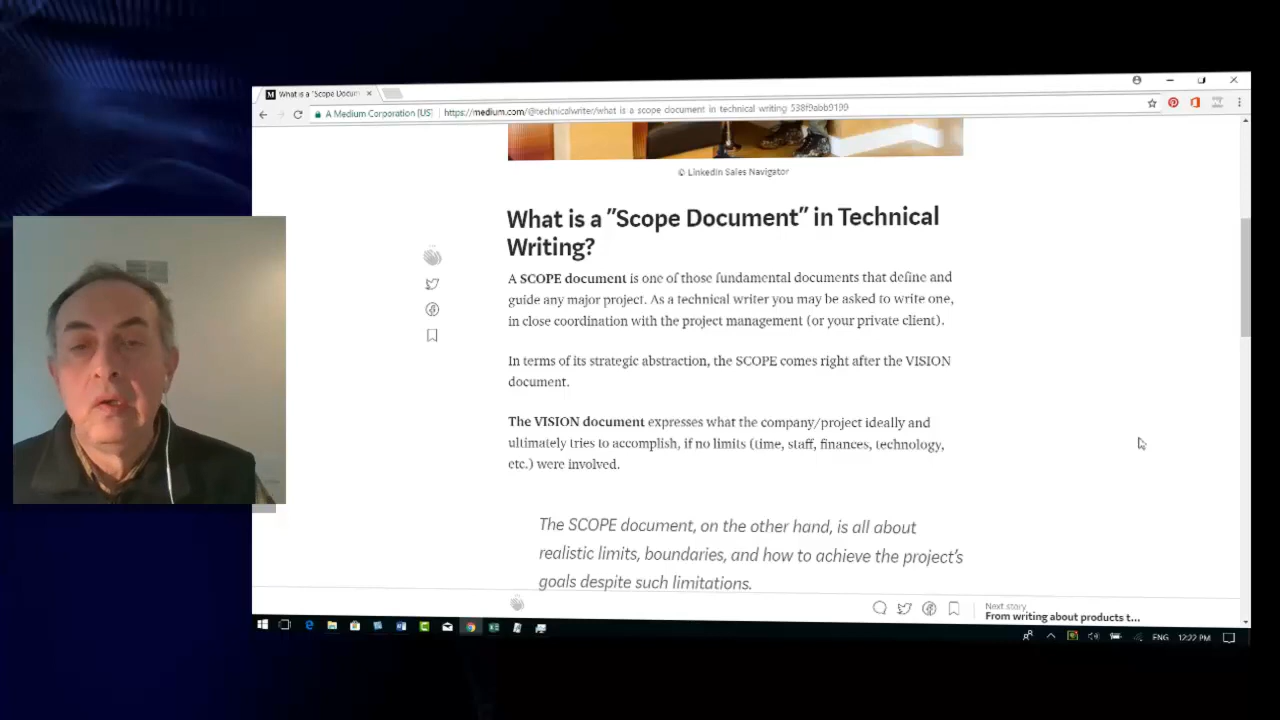 What is a "Scope Docum
A Medium Corporation [US]
https://medium.com/@technicalwriter/what is a scope document in technical writing 538f9abb9199
© LinkedIn Sales Navigator
What is a "Scope Document" in Technical
Writing?
A SCOPE document is one of those fundamental documents that define and
guide any major project. As a technical writer you may be asked to write one,
in close coordination with the project management (or your private client).
In terms of its strategic abstraction, the SCOPE comes right after the VISION
document.
The VISION document expresses what the company/project ideally and
ultimately tries to accomplish, if no limits (time, staff, finances, technology,
etc.) were involved.
The SCOPE document, on the other hand, is all about
realistic limits, boundaries, and how to achieve the project's
goals despite such limitations.
Next story
From writing about products t...
ENG
12:22 PM